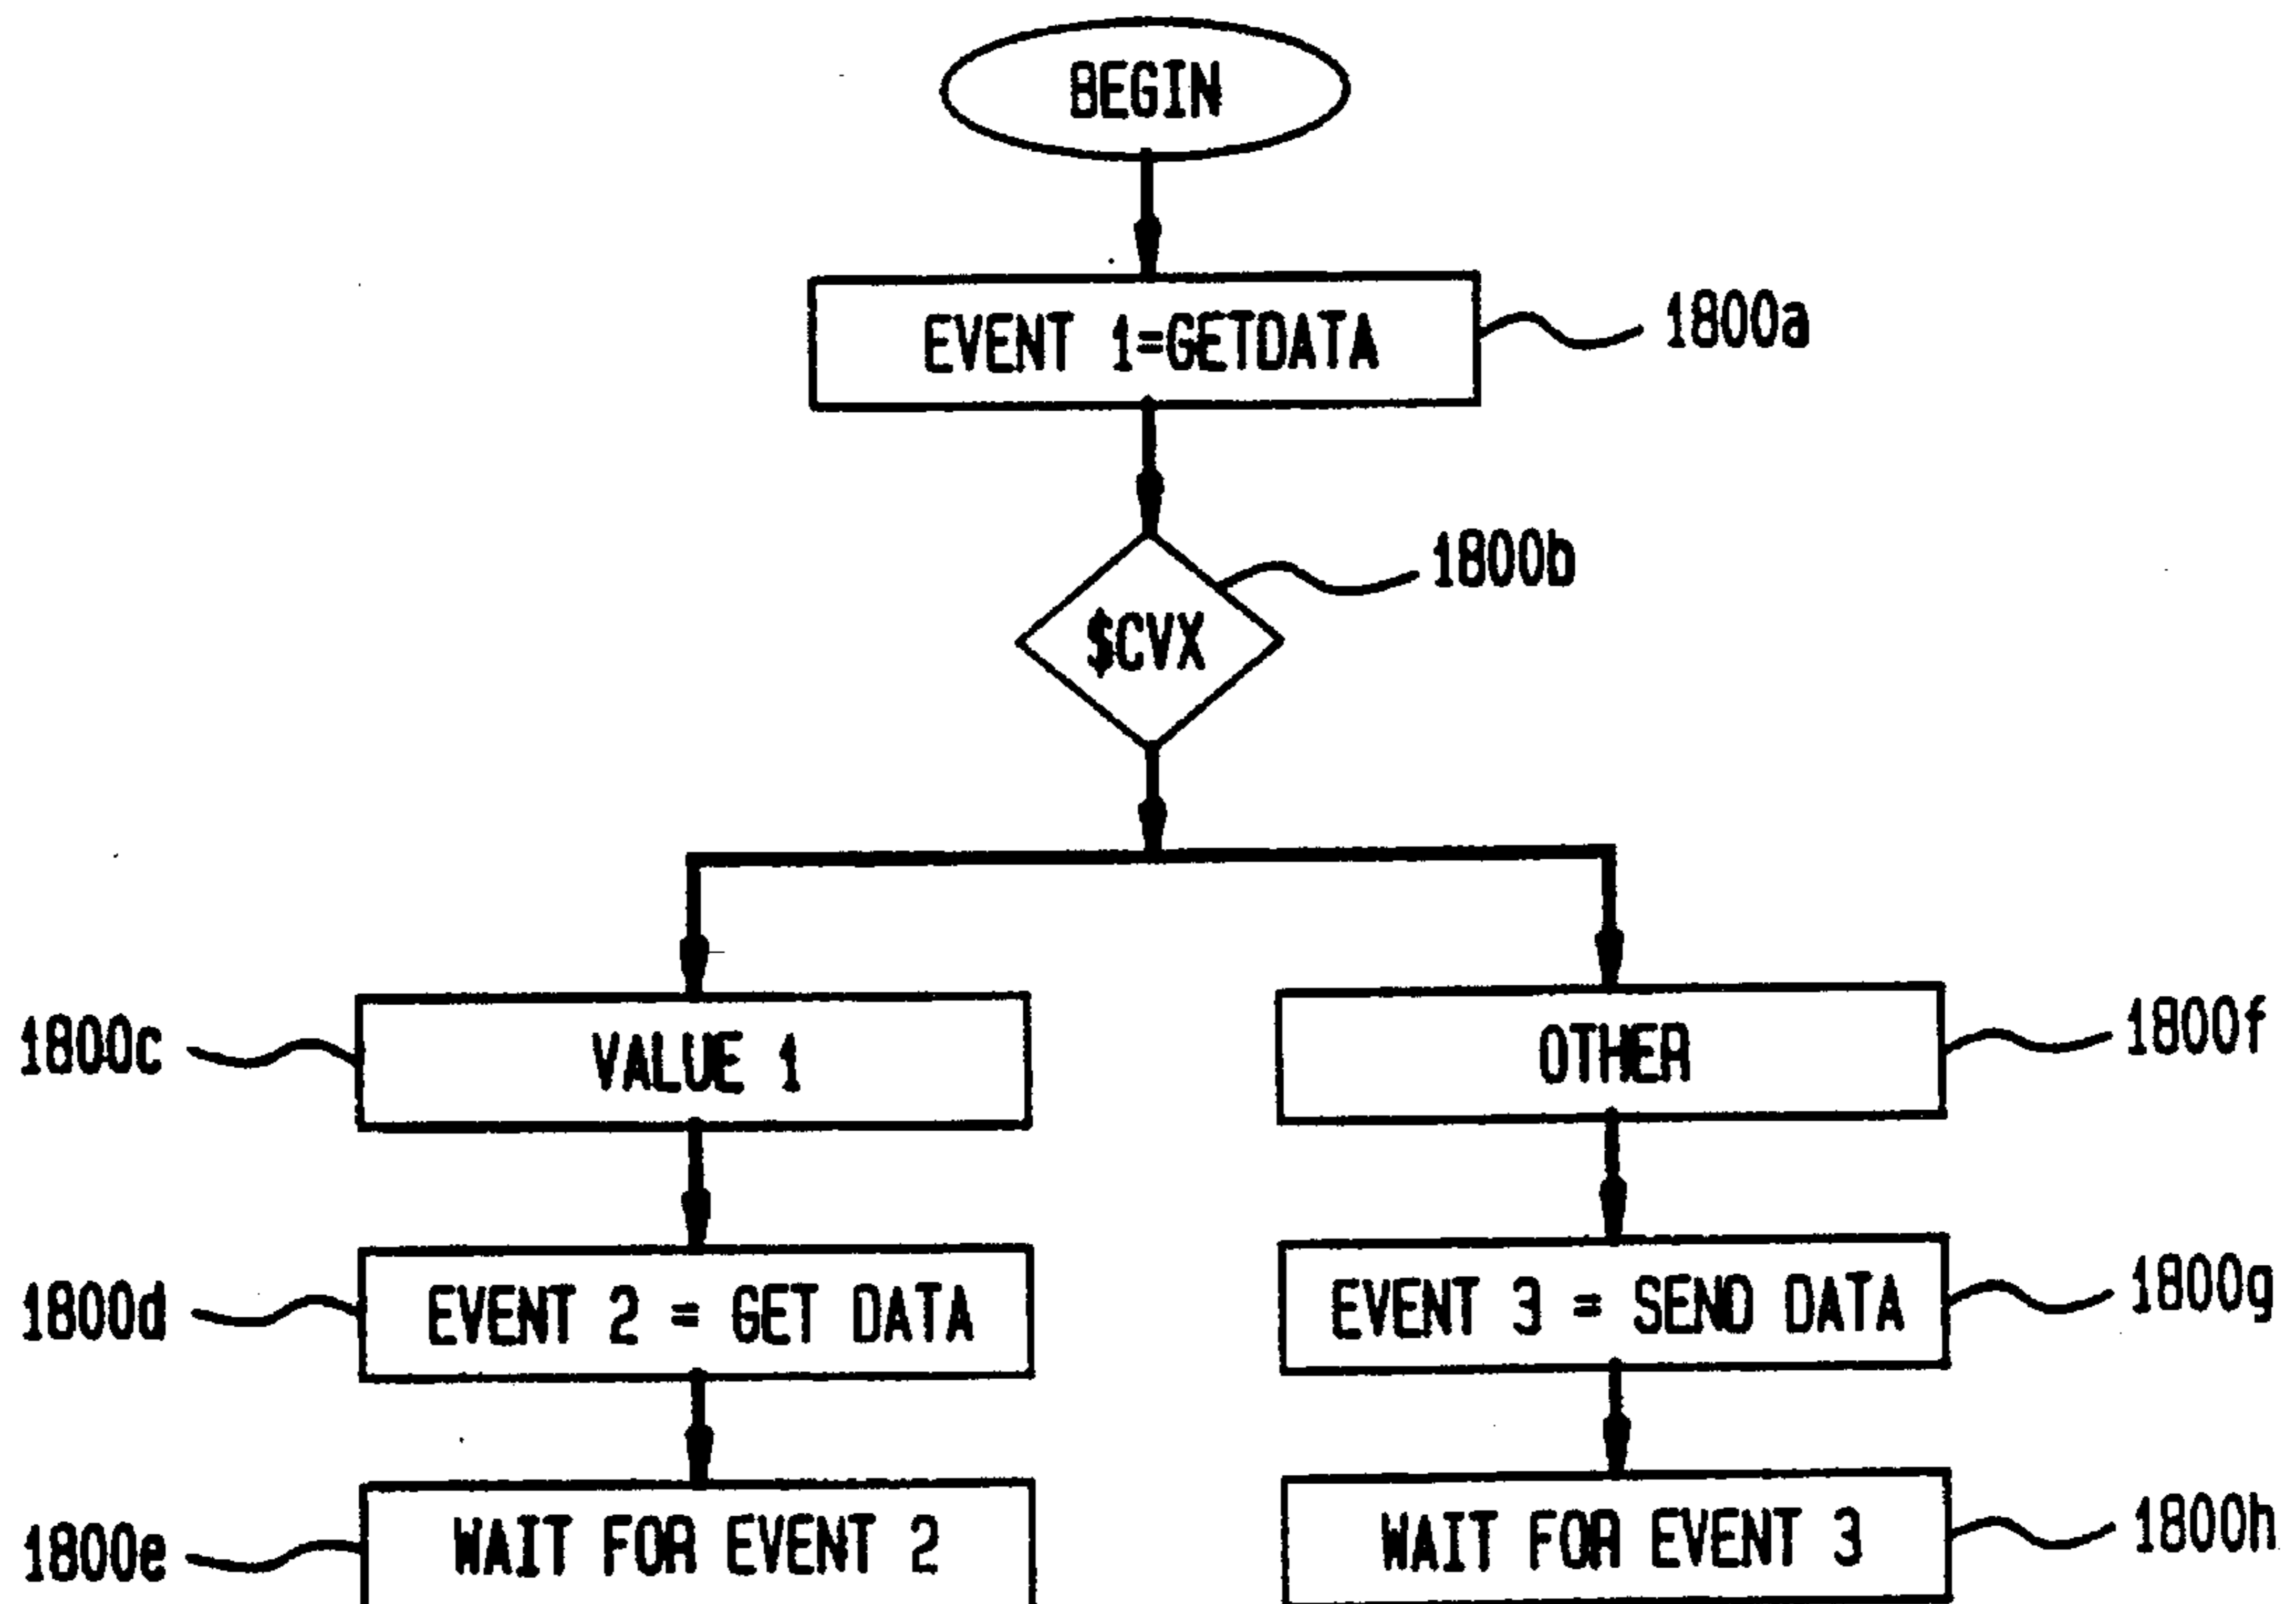 BEGIN
EVENT 1=GETDATA
1800a
$CVX
1800b
1800c
VALUE 1
OTHER
1800f
1800d
EVENT 2 = GET DATA
EVENT 3 = SEND DATA
1800g
1800e
WAIT FOR EVENT 2
WAIT FOR EVENT 3
1800h